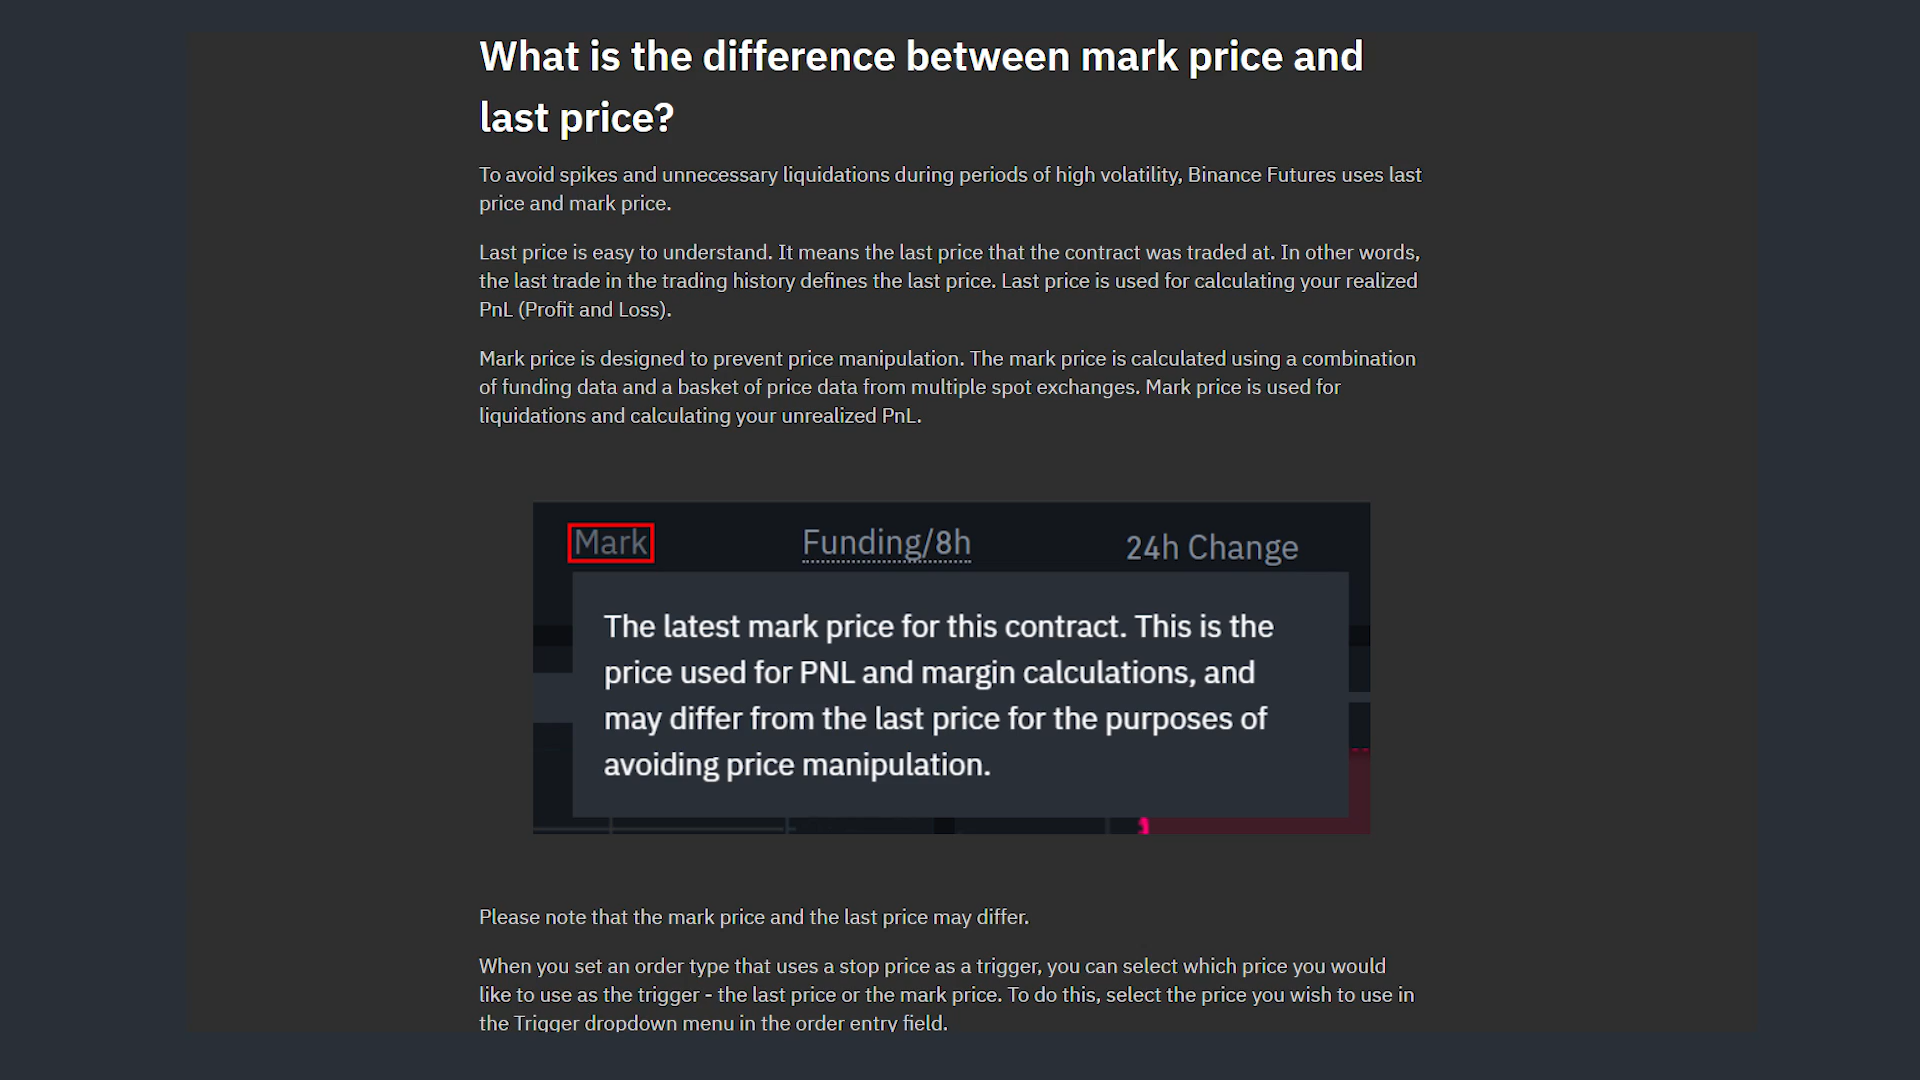 What is the difference between mark price and
last price?
To avoid spikes and unnecessary liquidations during periods of high volatility, Binance Futures uses last
price and mark price.
Last price is easy to understand. It means the last price that the contract was traded at. In other words,
the last trade in the trading history defines the last price. Last price is used for calculating your realized
PnL (Profit and Loss).
Mark price is designed to prevent price manipulation. The mark price is calculated using a combination
of funding data and a basket of price data from multiple spot exchanges. Mark price is used for
liquidations and calculating your unrealized PnL.
Mark Funding/8h 24h Change
The latest mark price for this contract. This is the
price used for PNL and margin calculations, and
may differ from the last price for the purposes of
avoiding price manipulation.
Please note that the mark price and the last price may differ.
When you set an order type that uses a stop price as a trigger, you can select which price you would
like to use as the trigger - the last price or the mark price. To do this, select the price you wish to use in
the Trigger dropdown menu in the order entry field.